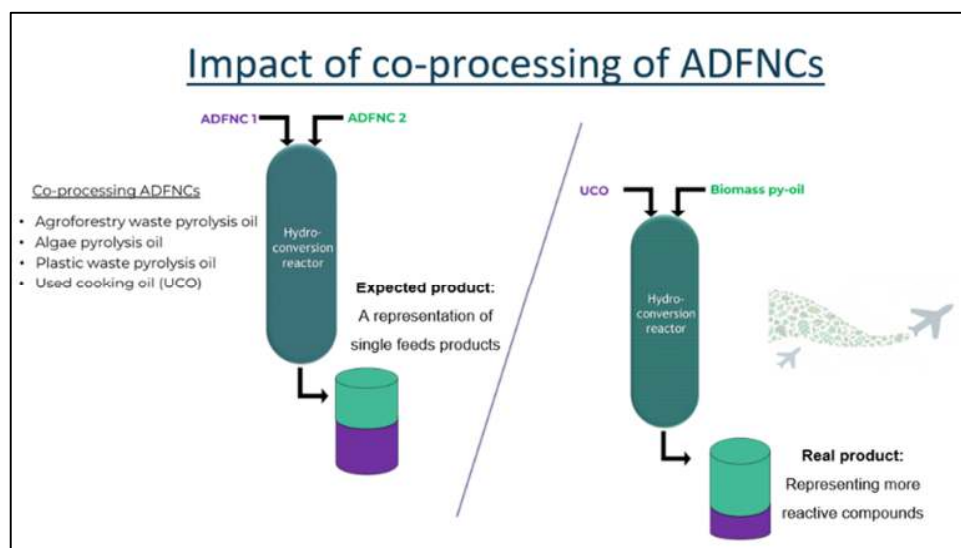 Impact of co-processing of ADFNCs
ADFNC 1
ADFNC 2
Co-processing ADFNCs
• Agroforestry waste pyrolysis oil
• Algae pyrolysis oil
• Plastic waste pyrolysis oil
• Used cooking oil (UCO)
Hydro-
conversion
reactor
Expected product:
A representation of
single feeds products
UCO
Biomass py-oil
Hydro-
conversion
reactor
Real product:
Representing more
reactive compounds